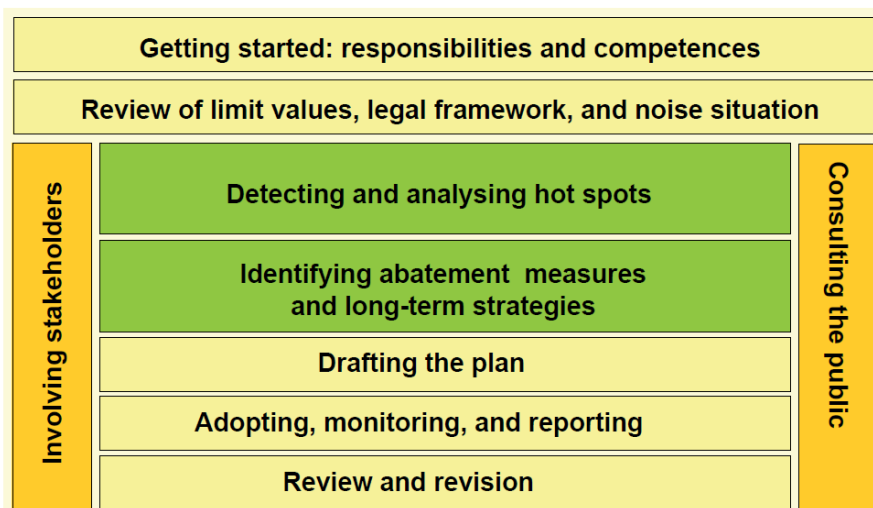 Getting started: responsibilities and competences
Review of limit values, legal framework, and noise situation
Involving stakeholders
Detecting and analysing hot spots
Identifying abatement measures
and long-term strategies
Drafting the plan
Adopting, monitoring, and reporting
Review and revision
Consulting the public